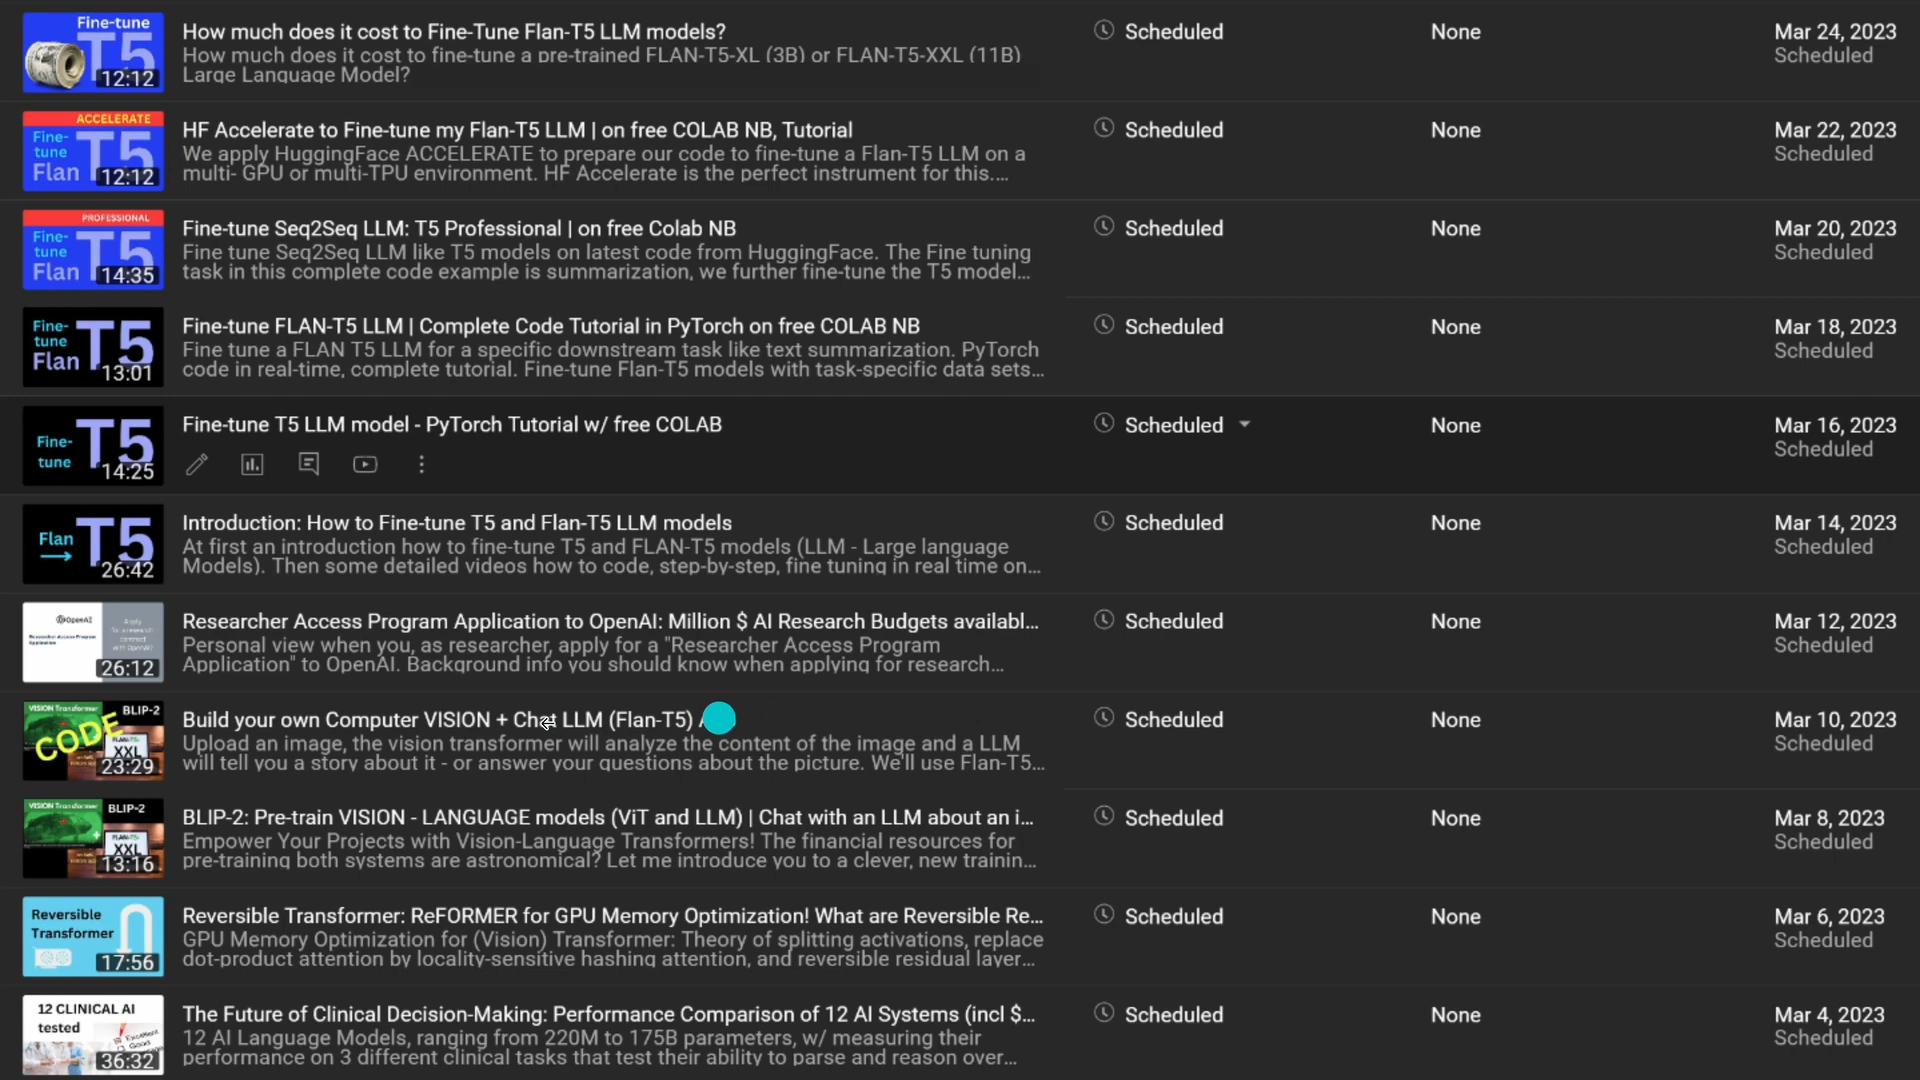 Fine-tune
T5
12:12
How much does it cost to Fine-Tune Flan-T5 LLM models?
How much does it cost to fine-tune a pre-trained FLAN-T5-XL (3B) or FLAN-T5-XXL (11B)
Large Language Model?
Scheduled
None
Mar 24, 2023
Scheduled
ACCELERATE
Fine-
tune
Flan
T5
12:12
HF Accelerate to Fine-tune my Flan-T5 LLM | on free COLAB NB, Tutorial
We apply HuggingFace ACCELERATE to prepare our code to fine-tune a Flan-T5 LLM on a
multi- GPU or multi-TPU environment. HF Accelerate is the perfect instrument for this....
Scheduled
None
Mar 22, 2023
Scheduled
PROFESSIONAL
Fine-
tune
Flan
T5
14:35
Fine-tune Seq2Seq LLM: T5 Professional | on free Colab NB
Fine tune Seq2Seq LLM like T5 models on latest code from HuggingFace. The Fine tuning
task in this complete code example is summarization, we further fine-tune the T5 model...
Scheduled
None
Mar 20, 2023
Scheduled
Fine-
tune
Flan
T5
13:01
Fine-tune FLAN-T5 LLM | Complete Code Tutorial in PyTorch on free COLAB NB
Fine tune a FLAN T5 LLM for a specific downstream task like text summarization. PyTorch
code in real-time, complete tutorial. Fine-tune Flan-T5 models with task-specific data sets...
Scheduled
None
Mar 18, 2023
Scheduled
Fine-
tune
T5
14:25
Fine-tune T5 LLM model - PyTorch Tutorial w/ free COLAB
Scheduled
None
Mar 16, 2023
Scheduled
Flan
T5
26:42
Introduction: How to Fine-tune T5 and Flan-T5 LLM models
At first an introduction how to fine-tune T5 and FLAN-T5 models (LLM - Large language
Models). Then some detailed videos how to code, step-by-step, fine tuning in real time on...
Scheduled
None
Mar 14, 2023
Scheduled
OpenAI
Researcher Access Program
Application
Apply
for a research
with OpenAI?
26:12
Researcher Access Program Application to OpenAI: Million $ AI Research Budgets availabl...
Personal view when you, as researcher, apply for a "Researcher Access Program
Application" to OpenAI. Background info you should know when applying for research...
Scheduled
None
Mar 12, 2023
Scheduled
VISION Transformer
BLIP-2
CODE
XXL
23:29
Build your own Computer VISION + Chat LLM (Flan-T5)
Upload an image, the vision transformer will analyze the content of the image and a LLM
will tell you a story about it - or answer your questions about the picture. We'll use Flan-T5...
Scheduled
None
Mar 10, 2023
Scheduled
VISION Transformer
BLIP-2
FLAN-T5
XXL
13:16
BLIP-2: Pre-train VISION - LANGUAGE models (ViT and LLM) | Chat with an LLM about an i...
Empower Your Projects with Vision-Language Transformers! The financial resources for
pre-training both systems are astronomical? Let me introduce you to a clever, new trainin...
Scheduled
None
Mar 8, 2023
Scheduled
Reversible
Transformer
17:56
Reversible Transformer: ReFORMER for GPU Memory Optimization! What are Reversible Re...
GPU Memory Optimization for (Vision) Transformer: Theory of splitting activations, replace
dot-product attention by locality-sensitive hashing attention, and reversible residual layer...
Scheduled
None
Mar 6, 2023
Scheduled
12 CLINICAL AI
tested
Excellent
Good
36:32
The Future of Clinical Decision-Making: Performance Comparison of 12 AI Systems (incl $...
12 AI Language Models, ranging from 220M to 175B parameters, w/ measuring their
performance on 3 different clinical tasks that test their ability to parse and reason over...
Scheduled
None
Mar 4, 2023
Scheduled